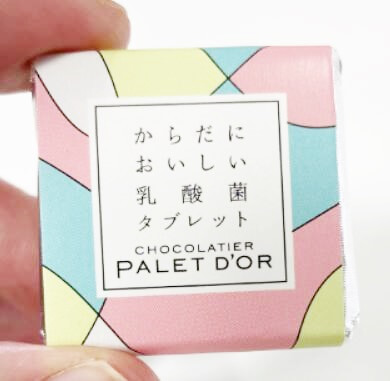 からだに
おいしい
乳酸菌
タブレット
CHOCOLATIER
PALET D'OR